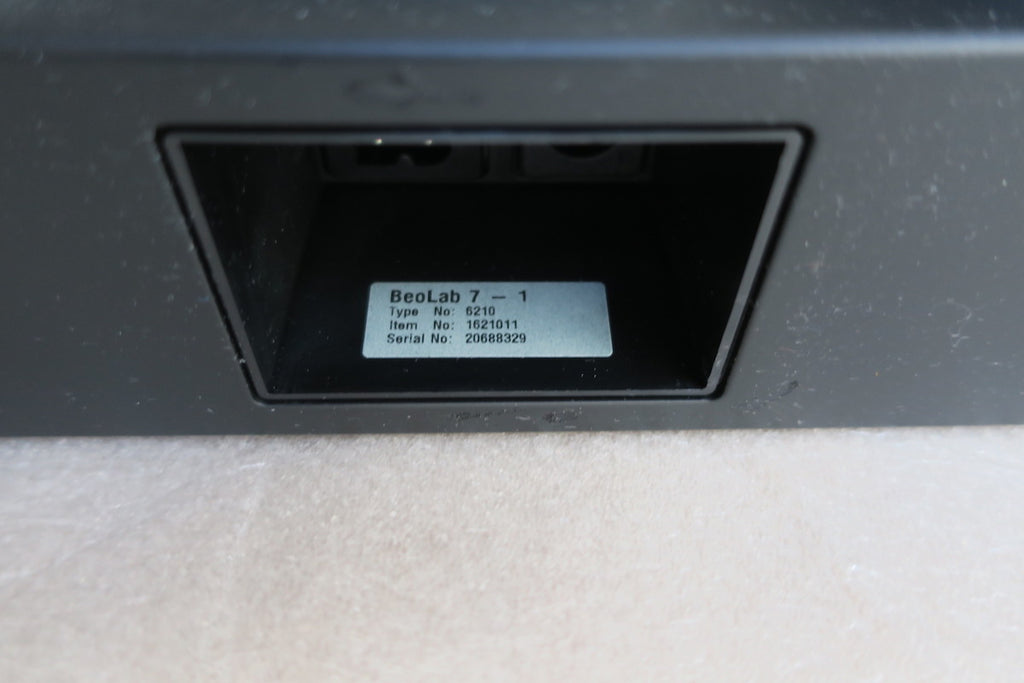 BeoLab 7 – 1
Type No: 6210
Item No: 1621011
Serial No: 20688329